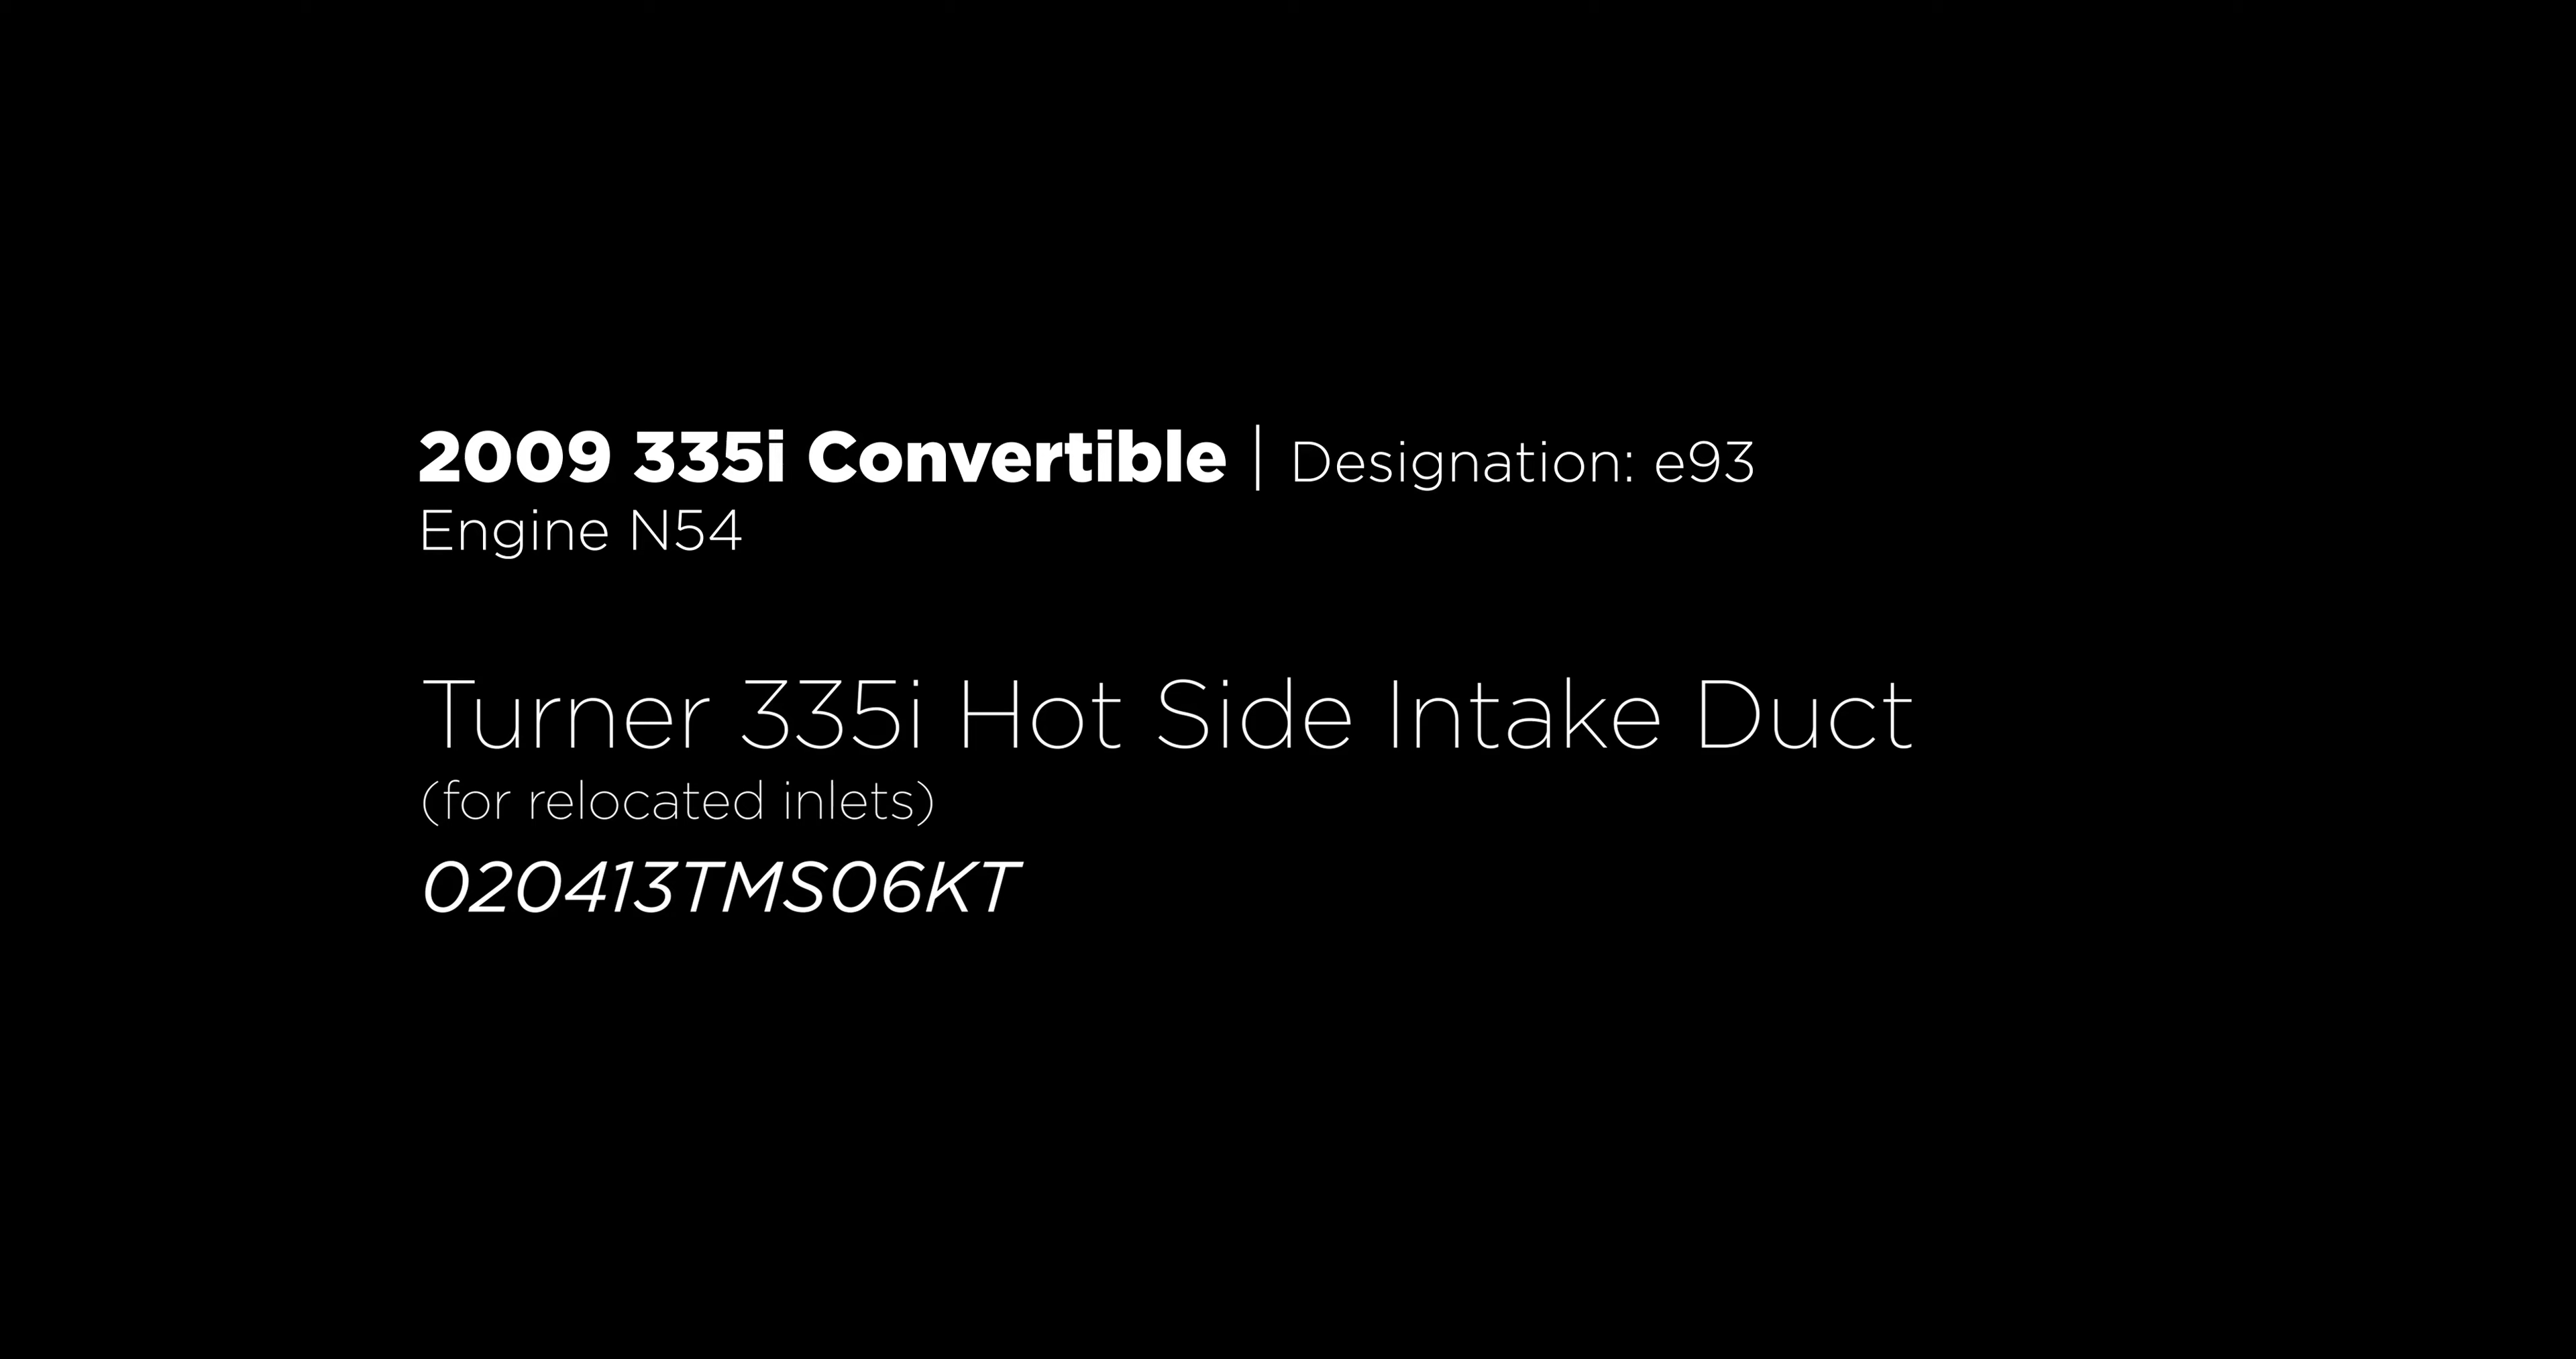 2009 335i Convertible | Designation: e93
Engine N54
Turner 335i Hot Side Intake Duct
(for relocated inlets)
020413TMS06KT